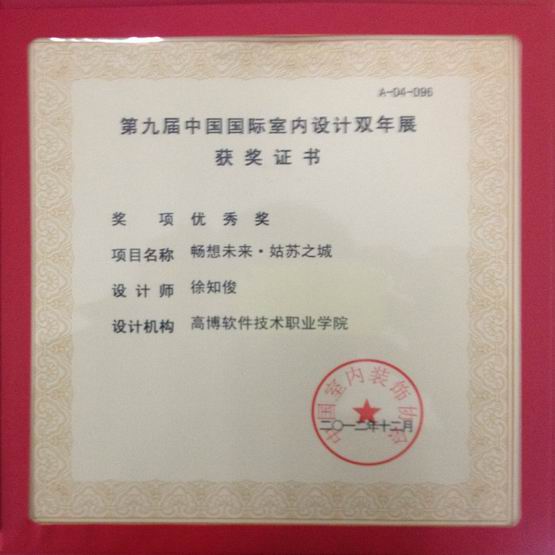 A-04-096
第九届中国国际室内设计双年展
获奖证书
奖 项 优秀奖
项目名称 畅想未来·姑苏之城
设计师 徐知俊
设计机构 高博软件技术职业学院
中国室内装饰协会
二〇一二年十二月